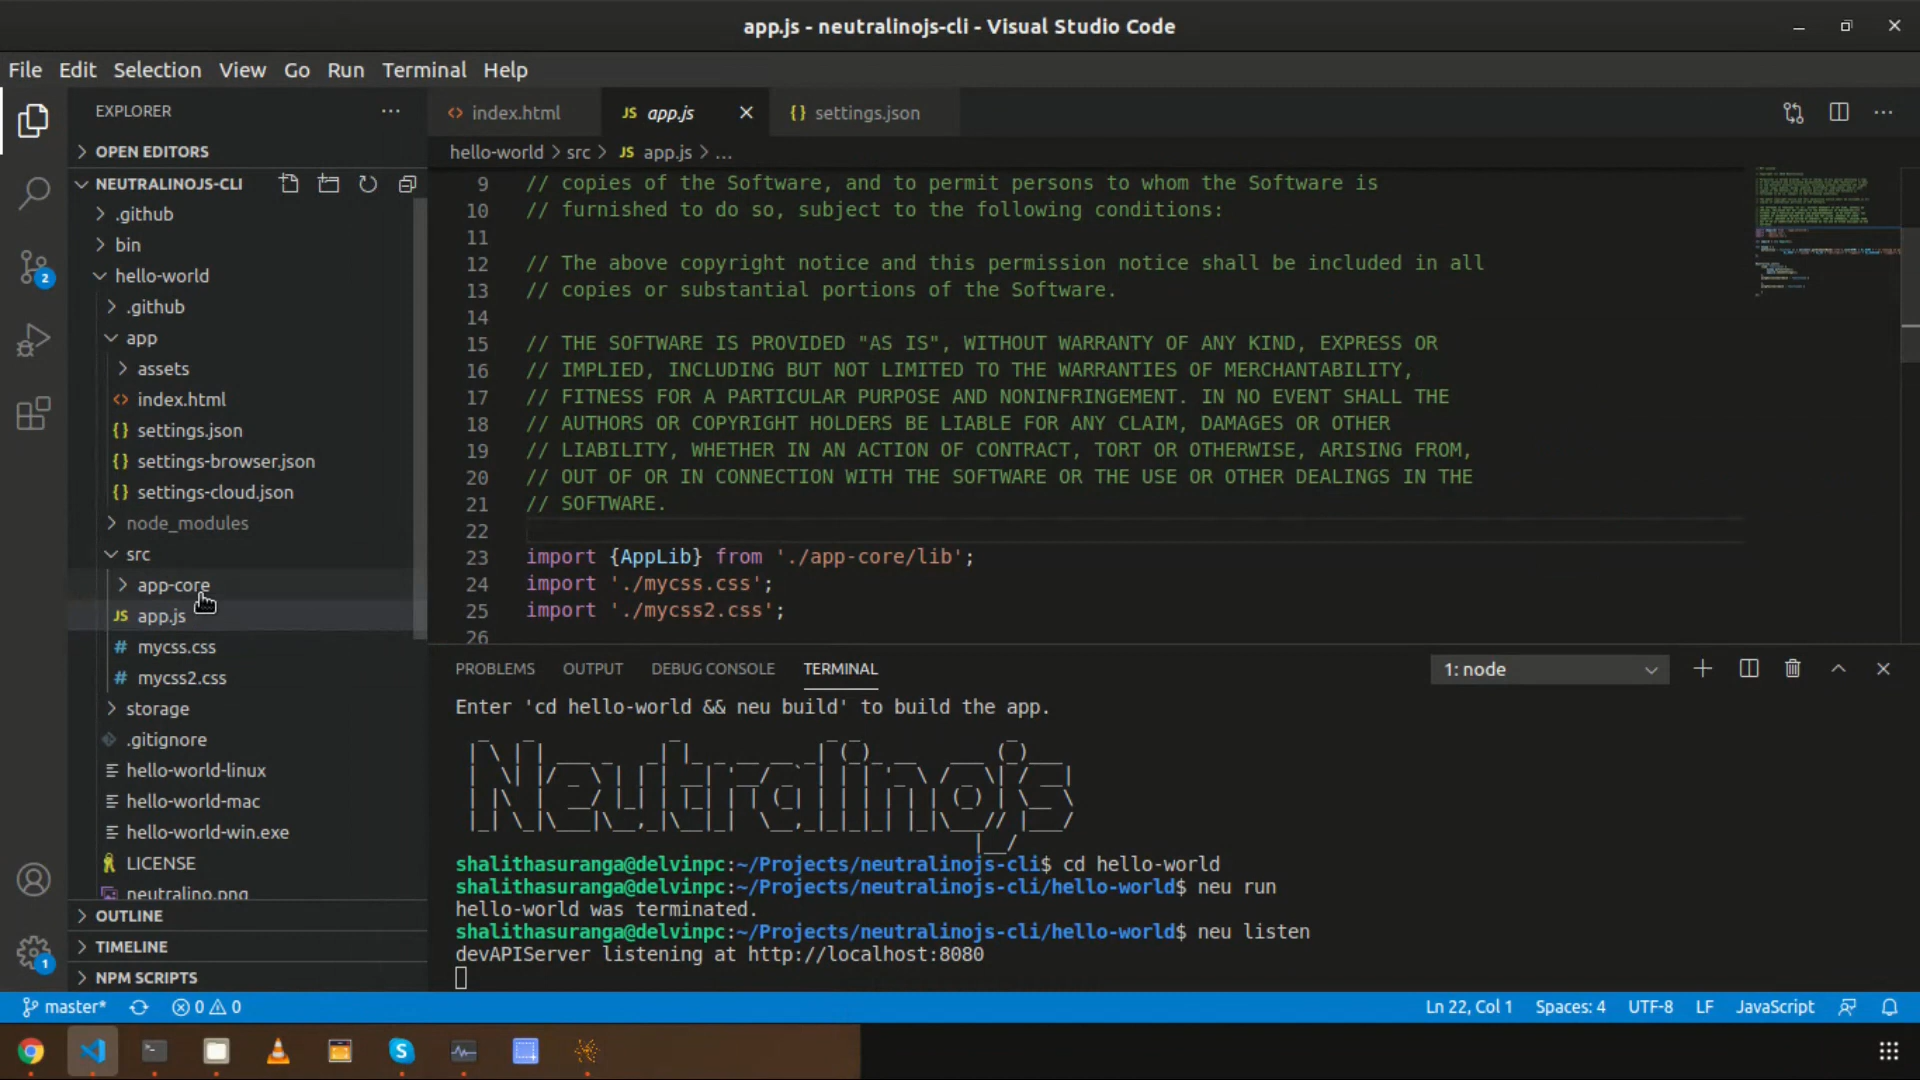 app.js - neutralinojs-cli - Visual Studio Code
File Edit Selection View Go Run Terminal Help
EXPLORER
OPEN EDITORS
NEUTRALINOJS-CLI
.github
bin
hello-world
.github
app
assets
index.html
settings.json
settings-browser.json
settings-cloud.json
node_modules
src
app-core
app.js
mycss.css
mycss2.css
storage
.gitignore
hello-world-linux
hello-world-mac
hello-world-win.exe
LICENSE
neutralino.png
OUTLINE
TIMELINE
NPM SCRIPTS
index.html JS app.js {} settings.json
hello-world > src > JS app.js > ...
9 // copies of the Software, and to permit persons to whom the Software is
10 // furnished to do so, subject to the following conditions:
11
12 // The above copyright notice and this permission notice shall be included in all
13 // copies or substantial portions of the Software.
14
15 // THE SOFTWARE IS PROVIDED "AS IS", WITHOUT WARRANTY OF ANY KIND, EXPRESS OR
16 // IMPLIED, INCLUDING BUT NOT LIMITED TO THE WARRANTIES OF MERCHANTABILITY,
17 // FITNESS FOR A PARTICULAR PURPOSE AND NONINFRINGEMENT. IN NO EVENT SHALL THE
18 // AUTHORS OR COPYRIGHT HOLDERS BE LIABLE FOR ANY CLAIM, DAMAGES OR OTHER
19 // LIABILITY, WHETHER IN AN ACTION OF CONTRACT, TORT OR OTHERWISE, ARISING FROM,
20 // OUT OF OR IN CONNECTION WITH THE SOFTWARE OR THE USE OR OTHER DEALINGS IN THE
21 // SOFTWARE.
22
23 import {AppLib} from './app-core/lib';
24 import './mycss.css';
25 import './mycss2.css';
26
PROBLEMS OUTPUT DEBUG CONSOLE TERMINAL 1: node
Enter 'cd hello-world && neu build' to build the app.
Neutralinojs
shalithasuranga@delvinpc:~/Projects/neutralinojs-cli$ cd hello-world
shalithasuranga@delvinpc:~/Projects/neutralinojs-cli/hello-world$ neu run
hello-world was terminated.
shalithasuranga@delvinpc:~/Projects/neutralinojs-cli/hello-world$ neu listen
devAPIServer listening at http://localhost:8080
master* 0 0 Ln 22, Col 1 Spaces: 4 UTF-8 LF JavaScript